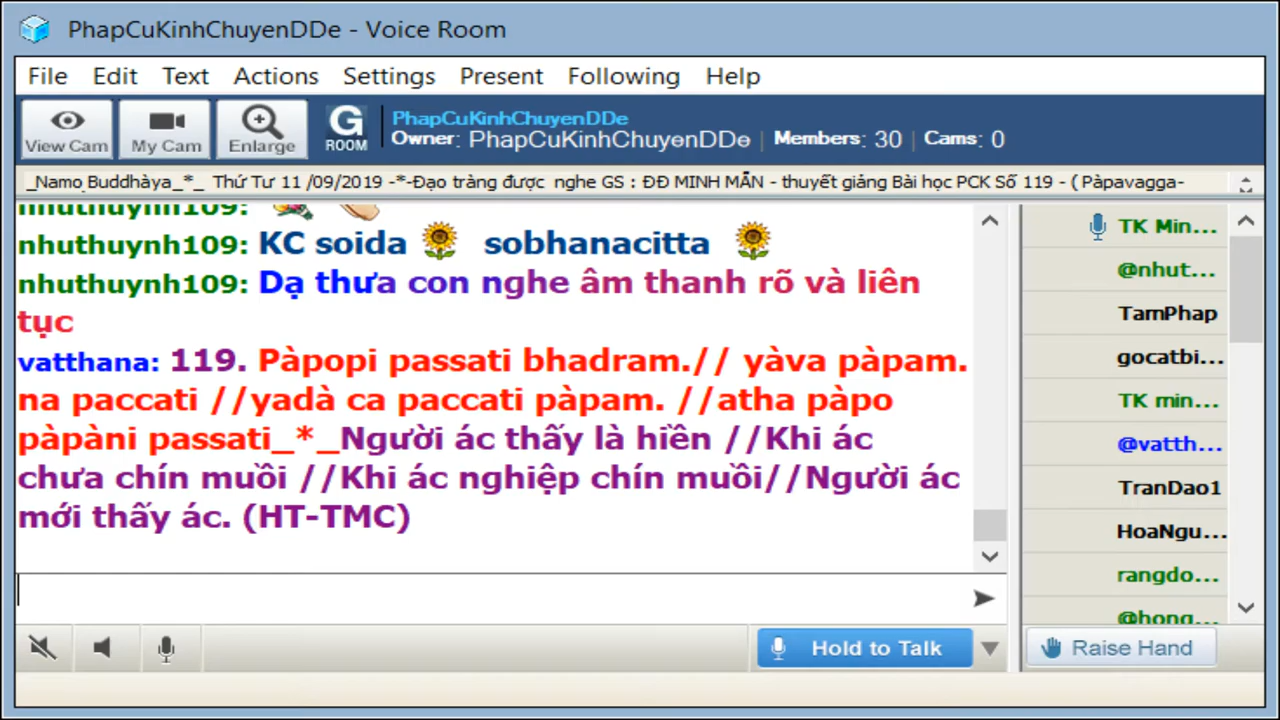 PhapCuKinhChuyenDDe - Voice Room
File Edit Text Actions Settings Present Following Help
View Cam My Cam Enlarge G ROOM
PhapCuKinhChuyenDDe
Owner: PhapCuKinhChuyenDDe | Members: 30 | Cams: 0
_Namo Buddhàya_*_ Thứ Tư 11 /09/2019 -*-Đạo tràng được nghe GS : ĐĐ MINH MẪN - thuyết giảng Bài học PCK Số 119 - ( Pàpavagga-
nhuthuynh109:
nhuthuynh109: KC soida sobhanacitta
nhuthuynh109: Dạ thưa con nghe âm thanh rõ và liên
tục
vatthana: 119. Pàpopi passati bhadram.// yàva pàpam.
na paccati //yadà ca paccati pàpam. //atha pàpo
pàpàni passati_*_Người ác thấy là hiền //Khi ác
chưa chín muồi //Khi ác nghiệp chín muồi//Người ác
mới thấy ác. (HT-TMC)
TK Min...
@nhut...
TamPhap
gocatbi...
TK min...
@vatth...
TranDao1
HoaNgu...
rangdo...
@hong...
Hold to Talk
Raise Hand